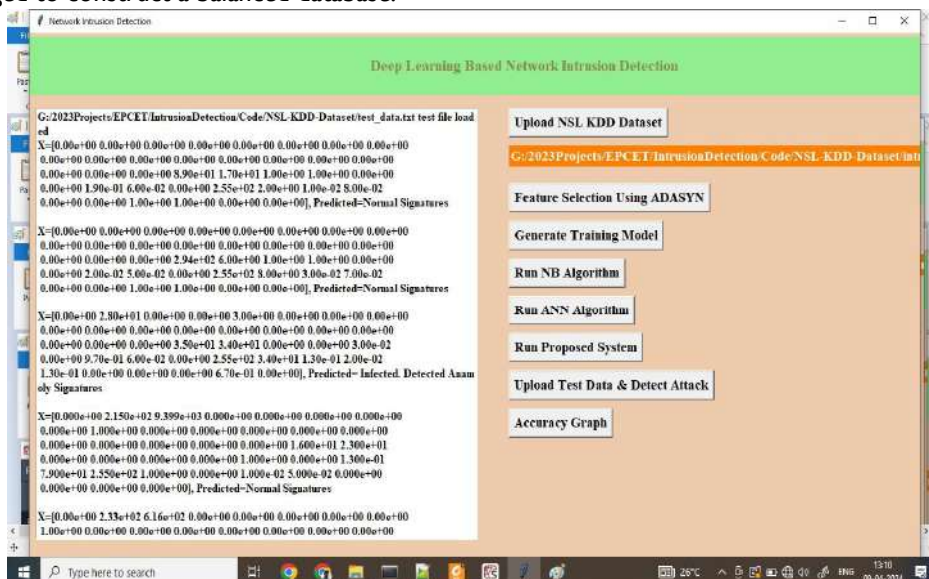 to construct a balanced database.
Network Intrusion Detection
Deep Learning Based Network Intrusion Detection
G:/2023Projects/EPCET/IntrusionDetection/Code/NSL-KDD-Dataset/test_data.txt test file load
ed
X=[0.00e+00 0.00e+00 0.00e+00 0.00e+00 0.00e+00 0.00e+00 0.00e+00 0.00e+00
0.00e+00 0.00e+00 0.00e+00 0.00e+00 0.00e+00 0.00e+00 0.00e+00 0.00e+00
0.00e+00 0.00e+00 0.00e+00 8.90e+01 1.70e+01 1.00e+00 1.00e+00 0.00e+00
0.00e+00 1.90e-01 6.00e-02 0.00e+00 2.55e+02 2.00e+00 1.00e-02 8.00e-02
0.00e+00 0.00e+00 1.00e+00 1.00e+00 0.00e+00 0.00e+00], Predicted=Normal Signatures
X=[0.00e+00 0.00e+00 0.00e+00 0.00e+00 0.00e+00 0.00e+00 0.00e+00 0.00e+00
0.00e+00 0.00e+00 0.00e+00 0.00e+00 0.00e+00 0.00e+00 0.00e+00 0.00e+00
0.00e+00 0.00e+00 0.00e+00 2.94e+02 6.00e+00 1.00e+00 1.00e+00 0.00e+00
0.00e+00 2.00e-02 5.00e-02 0.00e+00 2.55e+02 8.00e+00 3.00e-02 7.00e-02
0.00e+00 0.00e+00 1.00e+00 1.00e+00 0.00e+00 0.00e+00], Predicted=Normal Signatures
X=[0.00e+00 2.80e+01 0.00e+00 0.00e+00 3.00e+00 0.00e+00 0.00e+00 0.00e+00
0.00e+00 0.00e+00 0.00e+00 0.00e+00 0.00e+00 0.00e+00 0.00e+00 0.00e+00
0.00e+00 0.00e+00 0.00e+00 3.50e+01 3.40e+01 0.00e+00 0.00e+00 3.00e-02
0.00e+00 9.70e-01 6.00e-02 0.00e+00 2.55e+02 3.40e+01 1.30e-01 2.00e-02
1.30e-01 0.00e+00 0.00e+00 0.00e+00 6.70e-01 0.00e+00], Predicted= Infected. Detected Anam
oly Signatures
X=[0.000e+00 2.150e+02 9.399e+03 0.000e+00 0.000e+00 0.000e+00 0.000e+00
0.000e+00 1.000e+00 0.000e+00 0.000e+00 0.000e+00 0.000e+00 0.000e+00
0.000e+00 0.000e+00 0.000e+00 0.000e+00 0.000e+00 1.600e+01 2.300e+01
0.000e+00 0.000e+00 0.000e+00 0.000e+00 1.000e+00 0.000e+00 1.300e-01
7.900e+01 2.550e+02 1.000e+00 0.000e+00 1.000e-02 5.000e-02 0.000e+00
0.000e+00 0.000e+00 0.000e+00], Predicted=Normal Signatures
X=[0.00e+00 2.33e+02 6.16e+02 0.00e+00 0.00e+00 0.00e+00 0.00e+00 0.00e+00
1.00e+00 0.00e+00 0.00e+00 0.00e+00 0.00e+00 0.00e+00 0.00e+00 0.00e+00
Upload NSL KDD Dataset
G:/2023Projects/EPCET/IntrusionDetection/Code/NSL-KDD-Dataset/intr
Feature Selection Using ADASYN
Generate Training Model
Run NB Algorithm
Run ANN Algorithm
Run Proposed System
Upload Test Data & Detect Attack
Accuracy Graph
Type here to search
26°C
ENG
13:10
09-04-2024